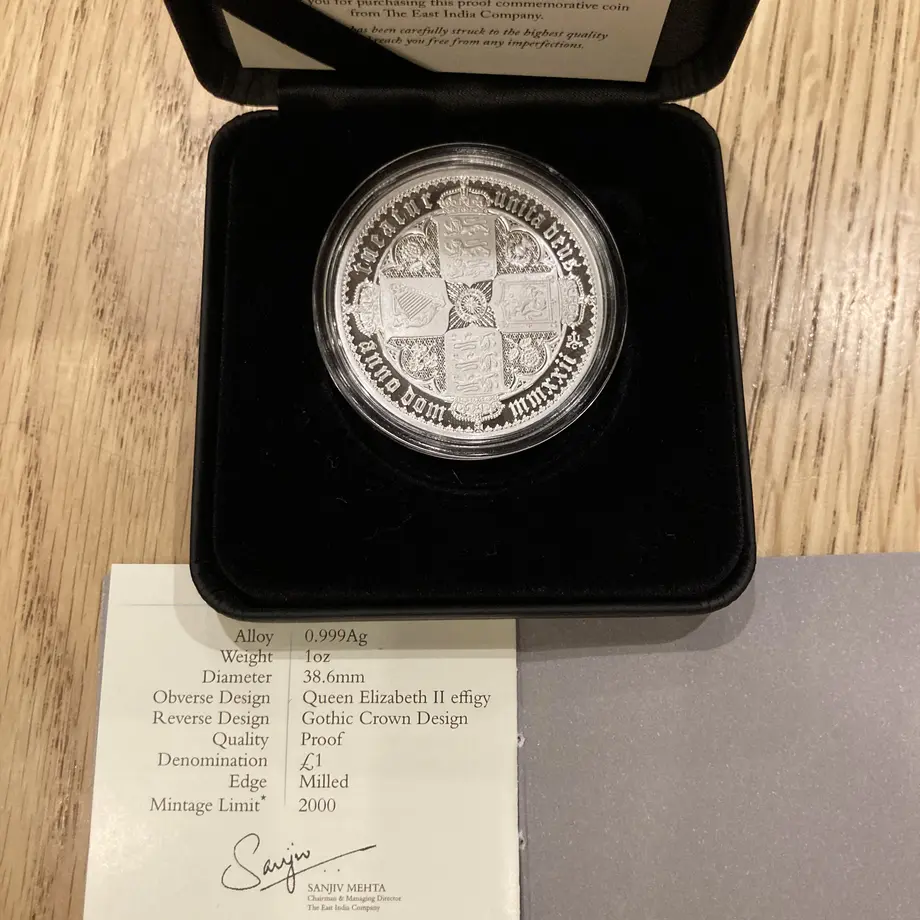 you for purchasing this proof commemorative coin
from The East India Company.
has been carefully struck to the highest quality
reach you free from any imperfections.
tueatur unita deus
anno dom mmxxii
Alloy 0.999Ag
Weight 1oz
Diameter 38.6mm
Obverse Design Queen Elizabeth II effigy
Reverse Design Gothic Crown Design
Quality Proof
Denomination £1
Edge Milled
Mintage Limit* 2000
Sanjiv
SANJIV MEHTA
Chairman & Managing Director
The East India Company